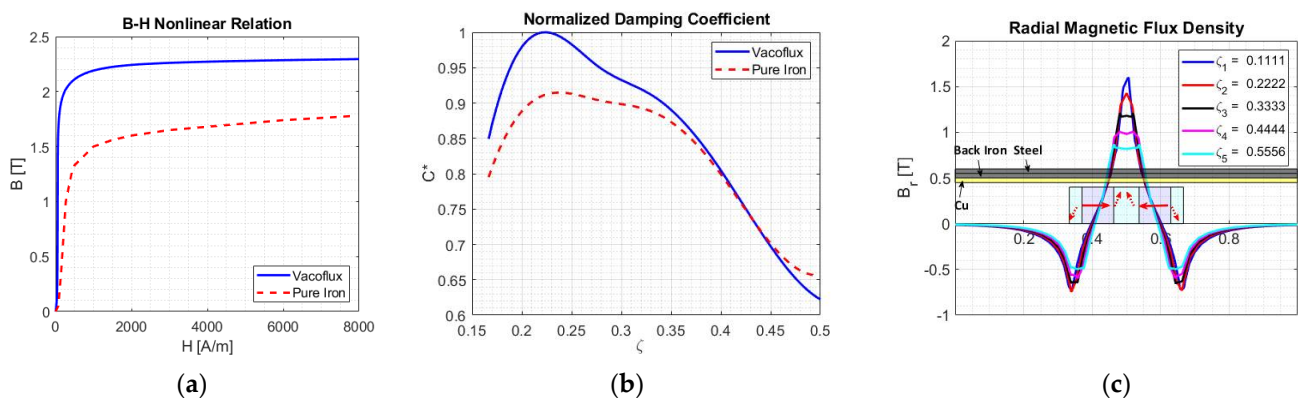 B-H Nonlinear Relation
2.5
2
1.5
1
0.5
0
B [T]
0
2000
4000
6000
8000
H [A/m]
Vacoflux
Pure Iron
(a)
Normalized Damping Coefficient
1
0.95
0.9
0.85
0.8
0.75
0.7
0.65
0.6
C*
0.15
0.2
0.25
0.3
0.35
0.4
0.45
0.5
ζ
Vacoflux
Pure Iron
(b)
Radial Magnetic Flux Density
2
1.5
1
0.5
0
-0.5
-1
B_r [T]
ζ₁ = 0.1111
ζ₂ = 0.2222
ζ₃ = 0.3333
ζ₄ = 0.4444
ζ₅ = 0.5556
Back Iron Steel
Cu
0.2
0.4
0.6
0.8
(c)